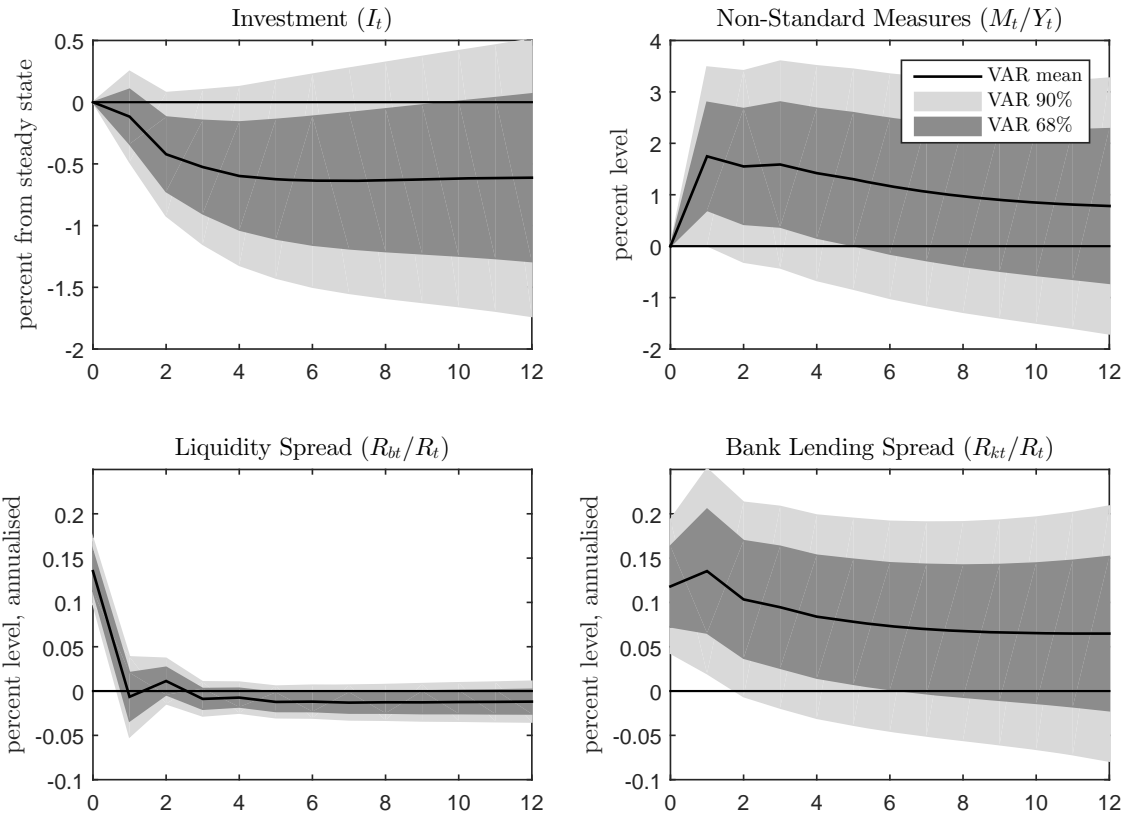 Investment (I_t)
percent from steady state
0.5
0
-0.5
-1
-1.5
-2
0 2 4 6 8 10 12
Non-Standard Measures (M_t/Y_t)
percent level
4
3
2
1
0
-1
-2
0 2 4 6 8 10 12
VAR mean
VAR 90%
VAR 68%
Liquidity Spread (R_{bt}/R_t)
percent level, annualised
0.2
0.15
0.1
0.05
0
-0.05
-0.1
0 2 4 6 8 10 12
Bank Lending Spread (R_{kt}/R_t)
percent level, annualised
0.2
0.15
0.1
0.05
0
-0.05
-0.1
0 2 4 6 8 10 12